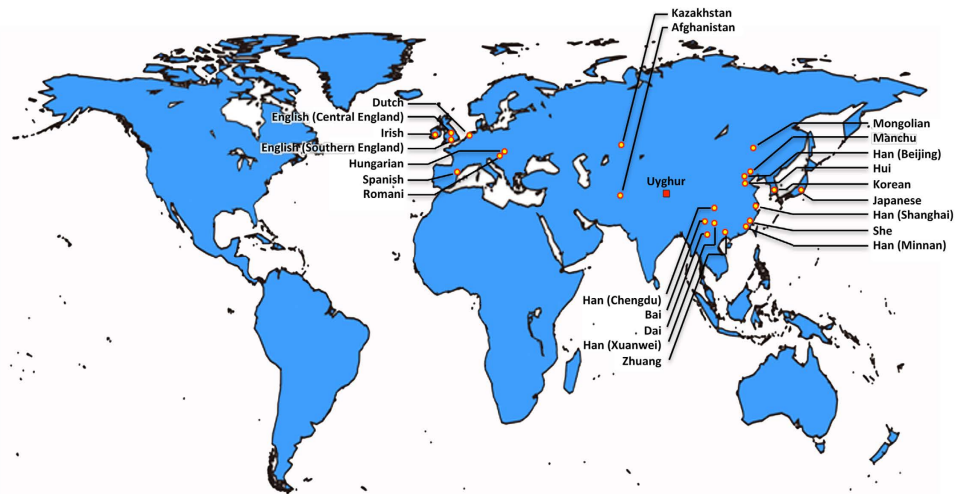 Kazakhstan
Afghanistan
Dutch
English (Central England)
Irish
English (Southern England)
Hungarian
Spanish
Romani
Uyghur
Mongolian
Manchu
Han (Beijing)
Hui
Korean
Japanese
Han (Shanghai)
She
Han (Minnan)
Han (Chengdu)
Bai
Dai
Han (Xuanwei)
Zhuang